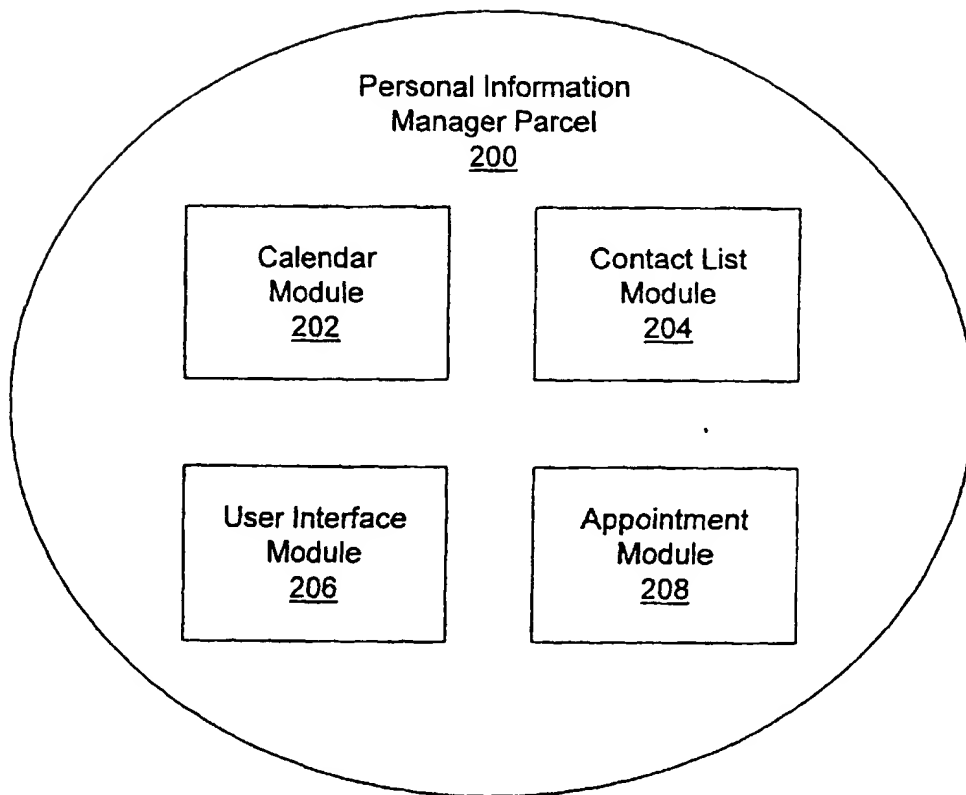 Personal Information
Manager Parcel
200
Calendar
Module
202
Contact List
Module
204
User Interface
Module
206
Appointment
Module
208